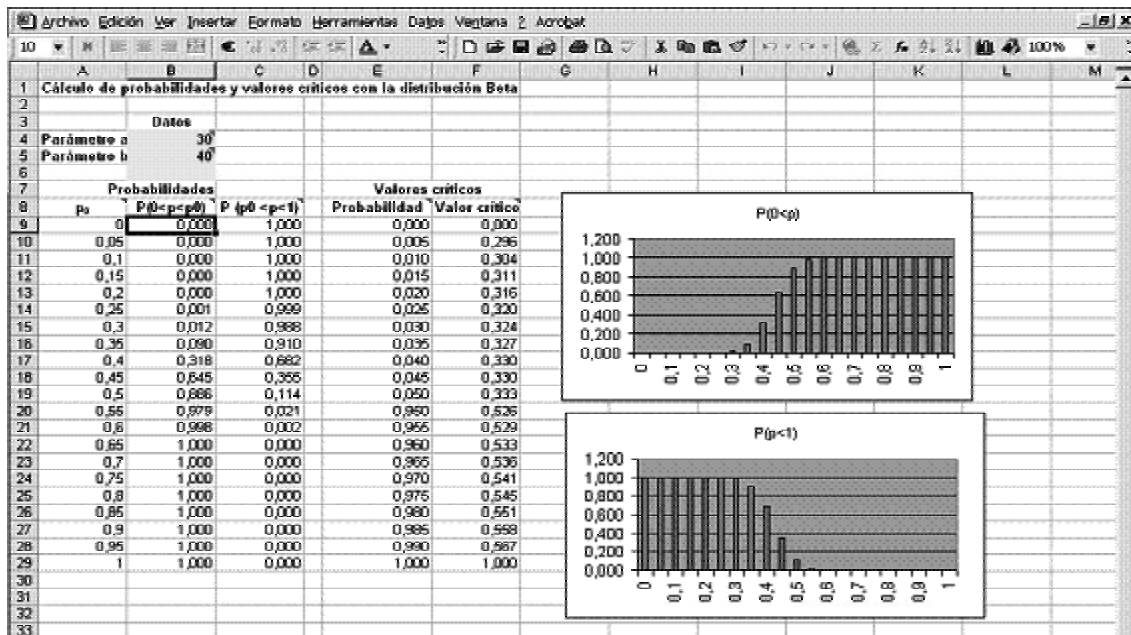 Archivo Edición Ver Insertar Formato Herramientas Datos Ventana ? Acrobat
10 100%
A B C D E F G H I J K L M
1 Cálculo de probabilidades y valores críticos con la distribución Beta
2
3 Datos
4 Parámetro a 30
5 Parámetro b 40
6
7 Probabilidades Valores críticos
8 p₀ P(0<p<p0) P (p0 <p<1) Probabilidad Valor crítico
9 0 0,000 1,000 0,000 0,000
10 0,05 0,000 1,000 0,005 0,296
11 0,1 0,000 1,000 0,010 0,304
12 0,15 0,000 1,000 0,015 0,311
13 0,2 0,000 1,000 0,020 0,316
14 0,25 0,001 0,999 0,025 0,320
15 0,3 0,012 0,988 0,030 0,324
16 0,35 0,090 0,910 0,035 0,327
17 0,4 0,318 0,682 0,040 0,330
18 0,45 0,645 0,355 0,045 0,330
19 0,5 0,886 0,114 0,050 0,333
20 0,55 0,979 0,021 0,950 0,526
21 0,6 0,998 0,002 0,955 0,529
22 0,65 1,000 0,000 0,960 0,533
23 0,7 1,000 0,000 0,965 0,536
24 0,75 1,000 0,000 0,970 0,541
25 0,8 1,000 0,000 0,975 0,545
26 0,85 1,000 0,000 0,980 0,551
27 0,9 1,000 0,000 0,985 0,558
28 0,95 1,000 0,000 0,990 0,567
29 1 1,000 0,000 1,000 1,000
30
31
32
33
P(0<p)
1,200
1,000
0,800
0,600
0,400
0,200
0,000
0 0,1 0,2 0,3 0,4 0,5 0,6 0,7 0,8 0,9 1
P(p<1)
1,200
1,000
0,800
0,600
0,400
0,200
0,000
0 0,1 0,2 0,3 0,4 0,5 0,6 0,7 0,8 0,9 1